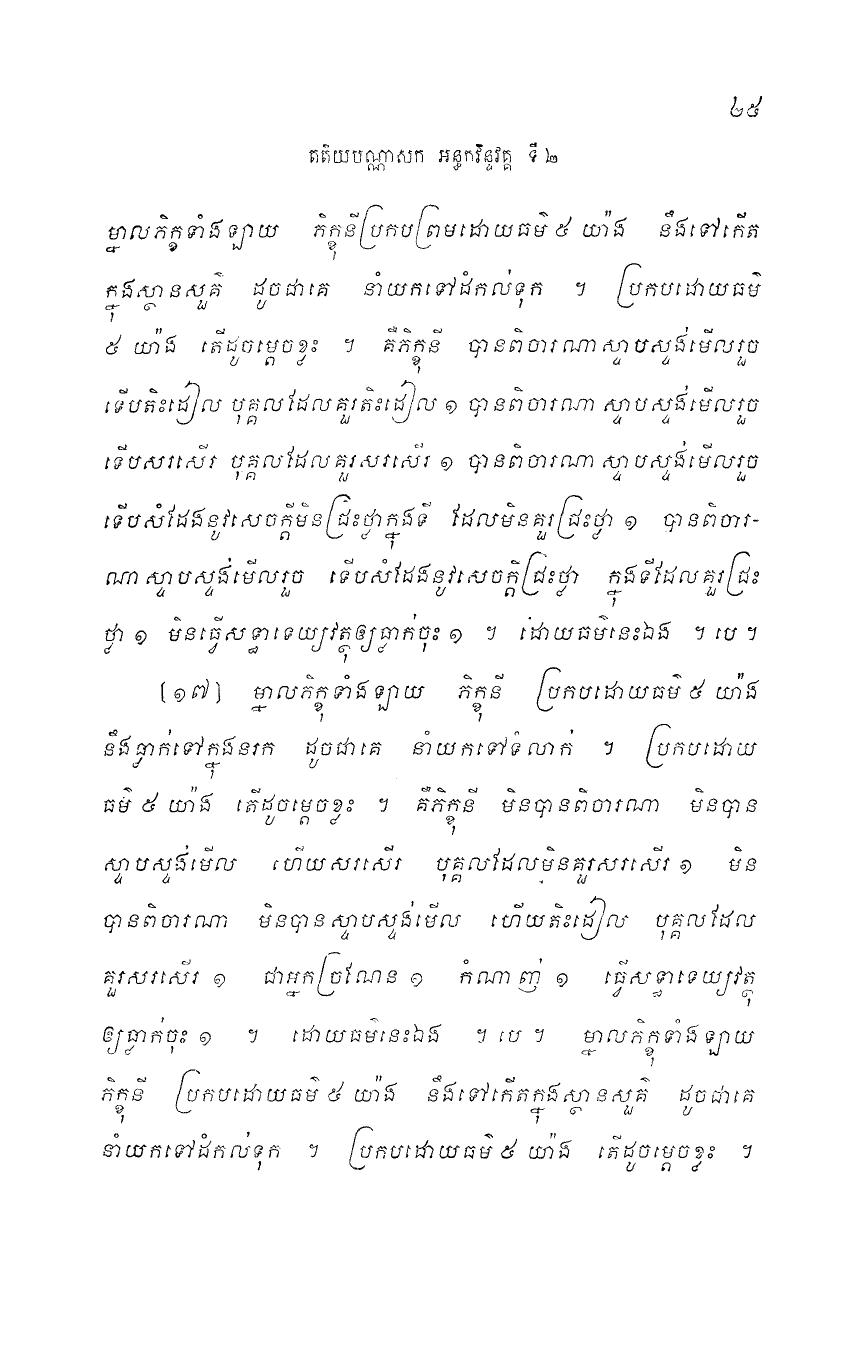 ២៥
តតិយបណ្ណាសក អន្ធកវិន្ទវគ្គ ទី ២
ម្នាលភិក្ខុទាំងឡាយ ភិក្ខុនីប្រកបព្រមដោយធម៌ ៥ យ៉ាង នឹងទៅកើត
ក្នុងស្ថានសួគ៌ ដូចជាគេ នាំយកទៅដំកល់ទុក ។ ប្រកបដោយធម៌
៥ យ៉ាង តើដូចម្តេចខ្លះ ។ គឺភិក្ខុនី បានពិចារណាស្ទាបស្ទង់មើលរួច
ទើបតិះដៀល បុគ្គលដែលគួរតិះដៀល ១ បានពិចារណា ស្ទាបស្ទង់មើលរួច
ទើបសរសើរ បុគ្គលដែលគួរសរសើរ ១ បានពិចារណា ស្ទាបស្ទង់មើលរួច
ទើបសំដែងនូវសេចក្តីមិនជ្រះថ្លាក្នុងទី ដែលមិនគួរជ្រះថ្លា ១ បានពិចារ-
ណាស្ទាបស្ទង់មើលរួច ទើបសំដែងនូវសេចក្តីជ្រះថ្លា ក្នុងទីដែលគួរជ្រះ
ថ្លា ១ មិនធ្វើសទ្ធាទេយ្យវត្ថុឲ្យធ្លាក់ចុះ ១ ។ ដោយធម៌នេះឯង ។ បេ ។
[១៧] ម្នាលភិក្ខុទាំងឡាយ ភិក្ខុនី ប្រកបដោយធម៌ ៥ យ៉ាង
នឹងធ្លាក់ទៅក្នុងនរក ដូចជាគេ នាំយកទៅទំលាក់ ។ ប្រកបដោយ
ធម៌ ៥ យ៉ាង តើដូចម្តេចខ្លះ ។ គឺភិក្ខុនី មិនបានពិចារណា មិនបាន
ស្ទាបស្ទង់មើល ហើយសរសើរ បុគ្គលដែលមិនគួរសរសើរ ១ មិន
បានពិចារណា មិនបានស្ទាបស្ទង់មើល ហើយតិះដៀល បុគ្គលដែល
គួរសរសើរ ១ ជាអ្នកច្រណែន ១ កំណាញ់ ១ ធ្វើសទ្ធាទេយ្យវត្ថុ
ឲ្យធ្លាក់ចុះ ១ ។ ដោយធម៌នេះឯង ។ បេ ។ ម្នាលភិក្ខុទាំងឡាយ
ភិក្ខុនី ប្រកបដោយធម៌ ៥ យ៉ាង នឹងទៅកើតក្នុងស្ថានសួគ៌ ដូចជាគេ
នាំយកទៅដំកល់ទុក ។ ប្រកបដោយធម៌ ៥ យ៉ាង តើដូចម្តេចខ្លះ ។